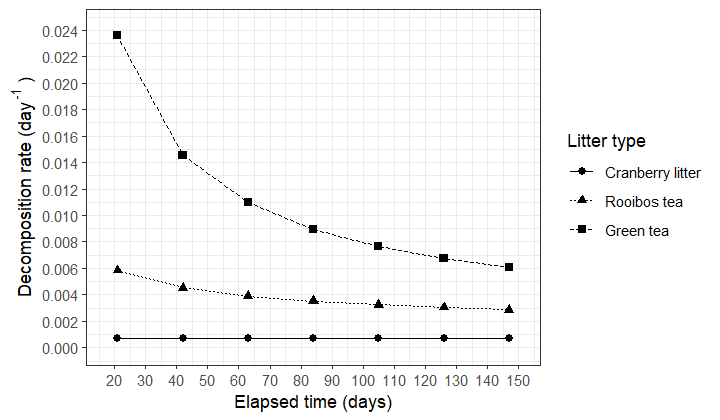 0.024
0.022
0.020
0.018
0.016
0.014
0.012
0.010
0.008
0.006
0.004
0.002
0.000
Decomposition rate (day⁻¹ )
20 30 40 50 60 70 80 90 100 110 120 130 140 150
Elapsed time (days)
Litter type
Cranberry litter
Rooibos tea
Green tea